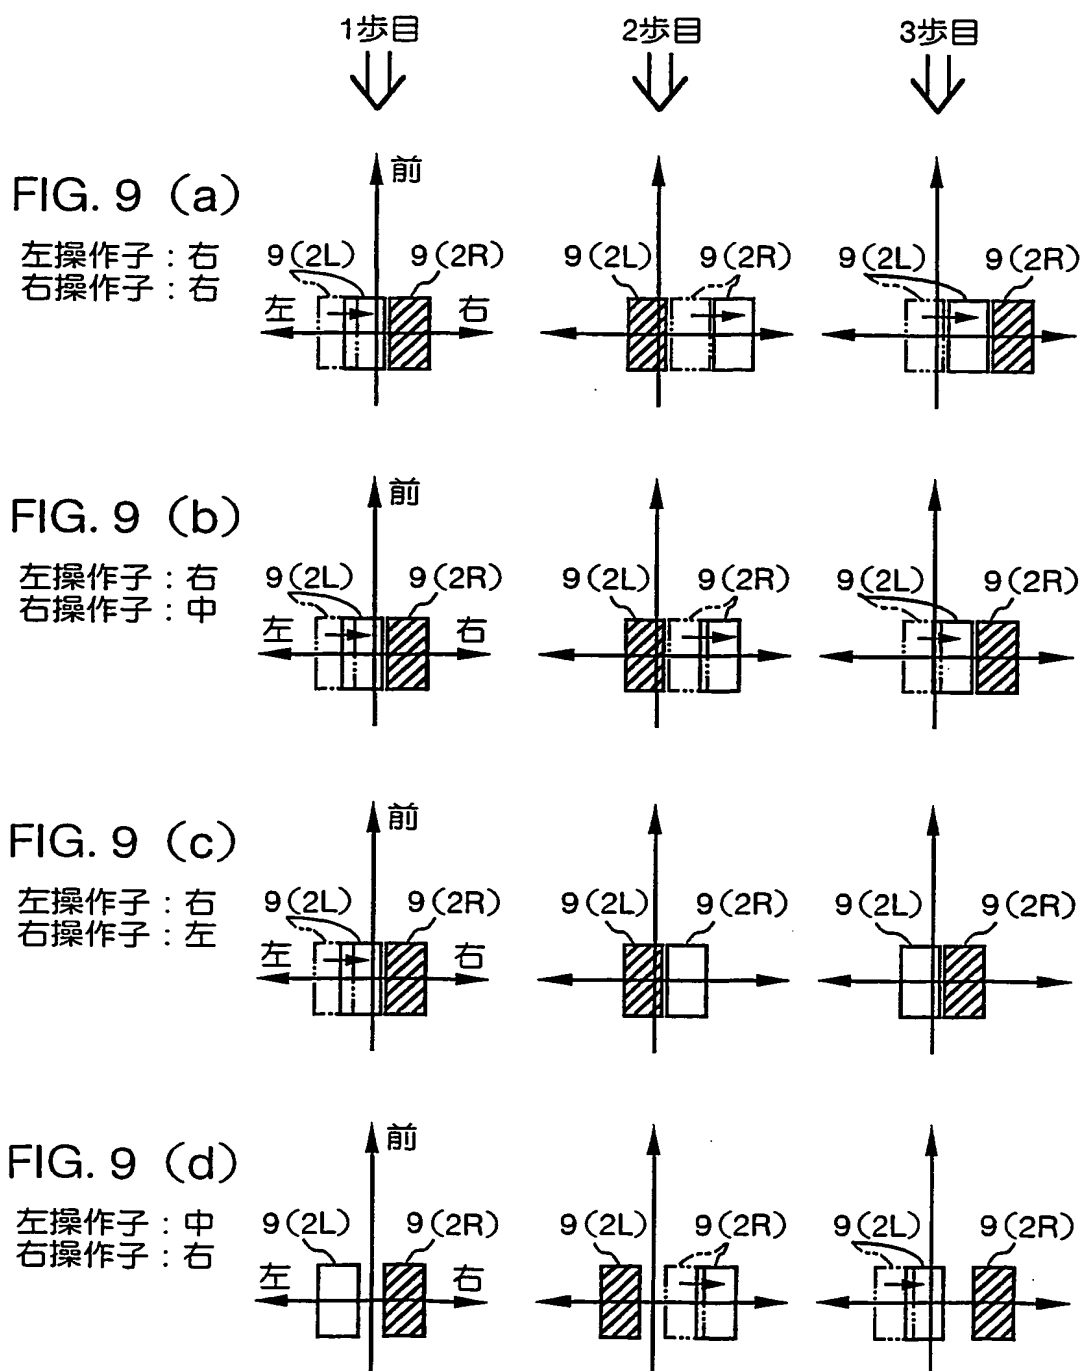 1歩目 2歩目 3歩目
FIG. 9 (a)
左操作子：右
右操作子：右
前
9(2L) 9(2R) 9(2L) 9(2R) 9(2L) 9(2R)
左 右
FIG. 9 (b)
左操作子：右
右操作子：中
前
9(2L) 9(2R) 9(2L) 9(2R) 9(2L) 9(2R)
左 右
FIG. 9 (c)
左操作子：右
右操作子：左
前
9(2L) 9(2R) 9(2L) 9(2R) 9(2L) 9(2R)
左 右
FIG. 9 (d)
左操作子：中
右操作子：右
前
9(2L) 9(2R) 9(2L) 9(2R) 9(2L) 9(2R)
左 右